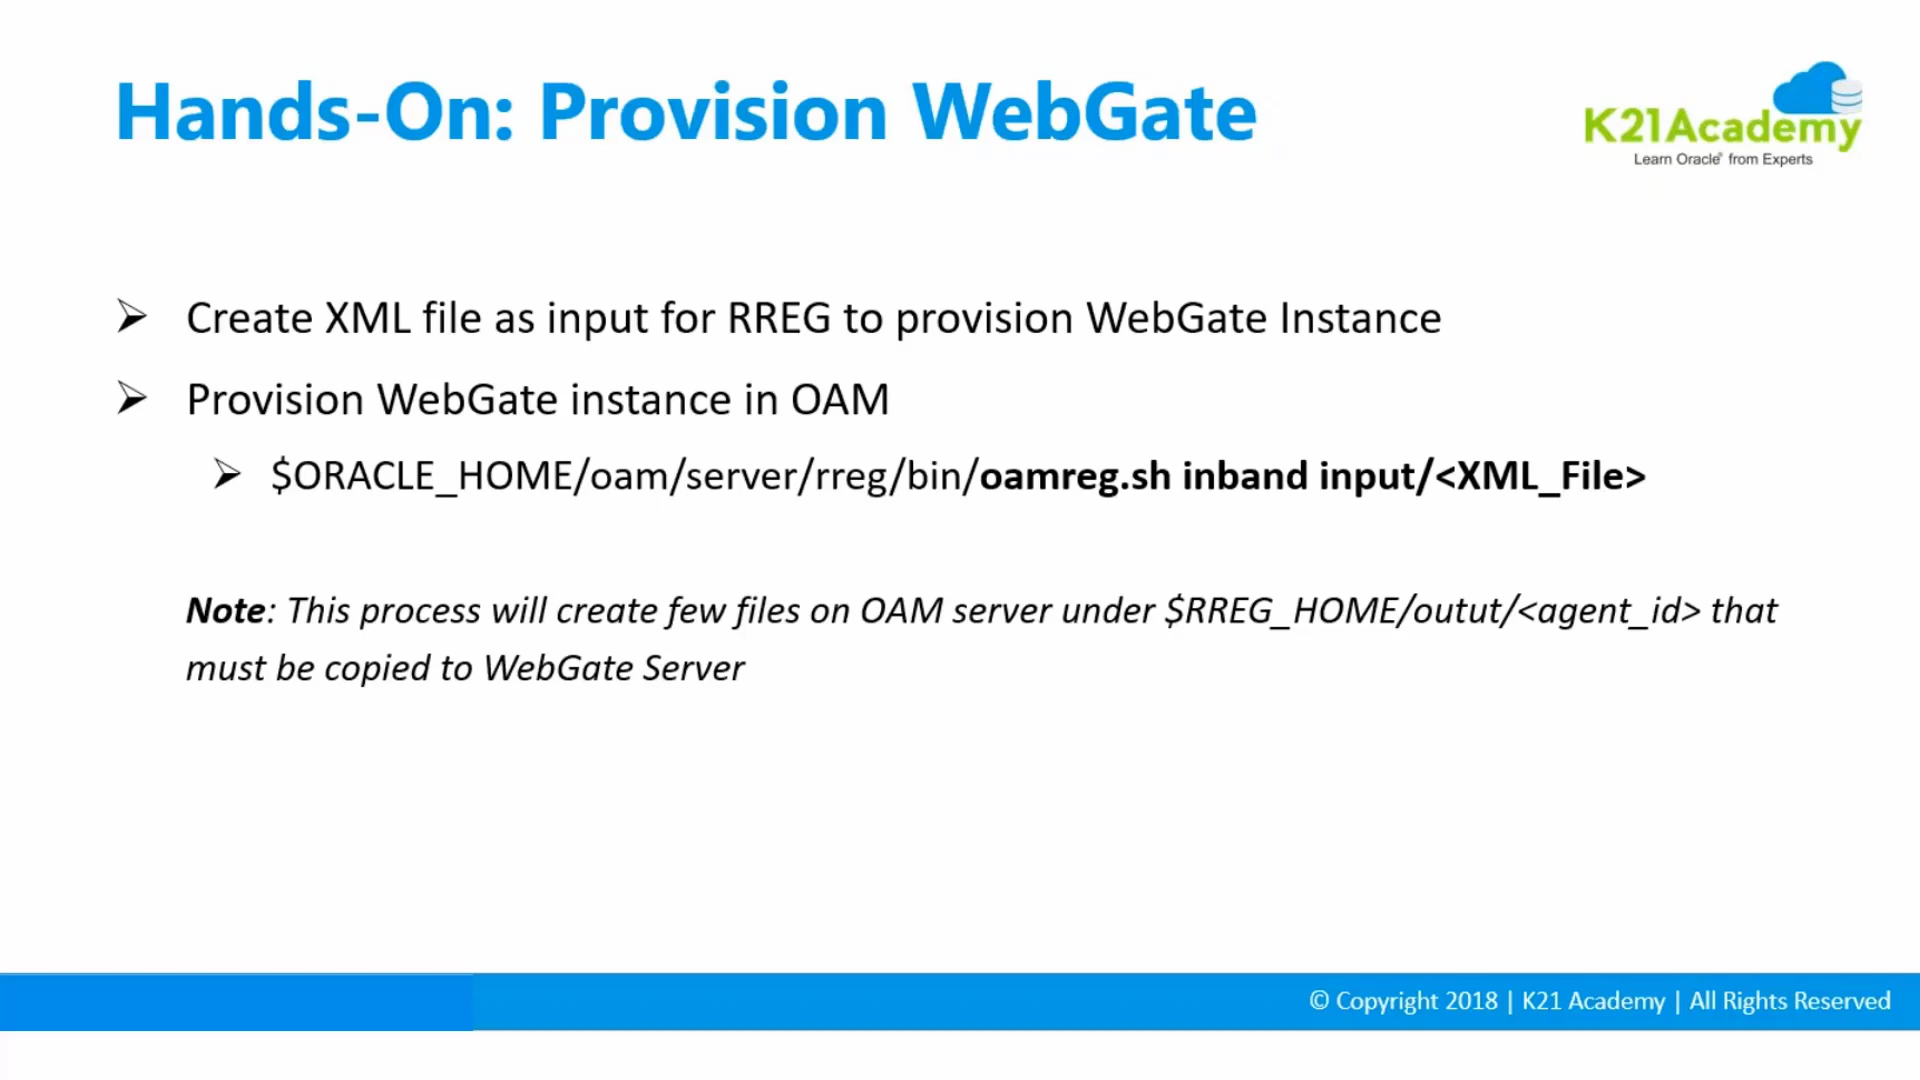 Hands-On: Provision WebGate
K21Academy
Learn Oracle® from Experts
➢ Create XML file as input for RREG to provision WebGate Instance
➢ Provision WebGate instance in OAM
➢ $ORACLE_HOME/oam/server/rreg/bin/oamreg.sh inband input/<XML_File>
Note: This process will create few files on OAM server under $RREG_HOME/outut/<agent_id> that
must be copied to WebGate Server
© Copyright 2018 | K21 Academy | All Rights Reserved